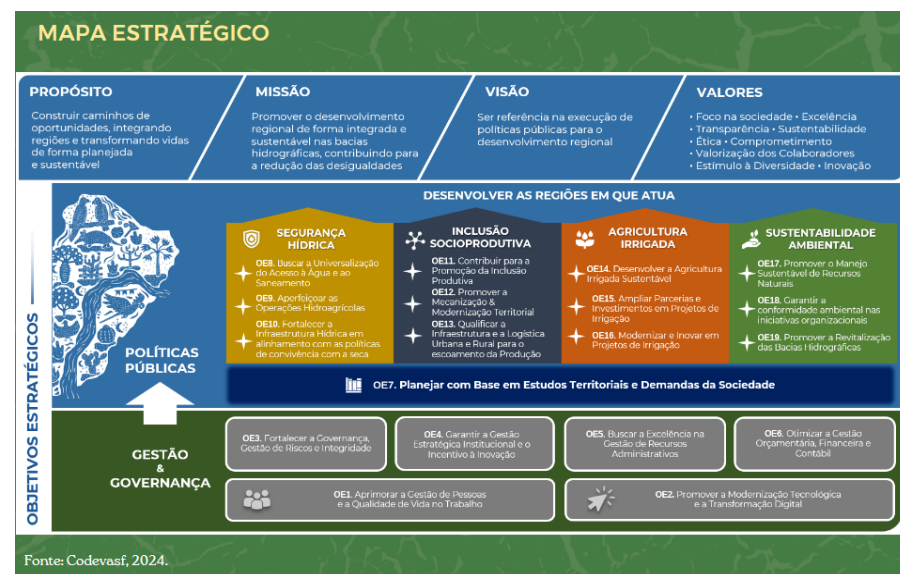 MAPA ESTRATÉGICO
PROPÓSITO
Construir caminhos de
oportunidades, integrando
regiões e transformando vidas
de forma planejada
e sustentável
MISSÃO
Promover o desenvolvimento
regional de forma integrada e
sustentável nas bacias
hidrográficas, contribuindo para
a redução das desigualdades
VISÃO
Ser referência na execução de
políticas públicas para o
desenvolvimento regional
VALORES
• Foco na sociedade • Excelência
• Transparência • Sustentabilidade
• Ética • Comprometimento
• Valorização dos Colaboradores
• Estímulo à Diversidade • Inovação
OBJETIVOS ESTRATÉGICOS
DESENVOLVER AS REGIÕES EM QUE ATUA
POLÍTICAS
PÚBLICAS
SEGURANÇA
HÍDRICA
OE8. Buscar a Universalização
do Acesso à Água e ao
Saneamento
OE9. Aperfeiçoar as
Operações Hidroagrícolas
OE10. Fortalecer a
Infraestrutura Hídrica em
alinhamento com as políticas
de convivência com a seca
INCLUSÃO
SOCIOPRODUTIVA
OE11. Contribuir para a
Promoção da Inclusão
Produtiva
OE12. Promover a
Mecanização &
Modernização Territorial
OE13. Qualificar a
Infraestrutura e a Logística
Urbana e Rural para o
escoamento da Produção
AGRICULTURA
IRRIGADA
OE14. Desenvolver a Agricultura
Irrigada Sustentável
OE15. Ampliar Parcerias e
Investimentos em Projetos de
Irrigação
OE16. Modernizar e Inovar em
Projetos de Irrigação
SUSTENTABILIDADE
AMBIENTAL
OE17. Promover o Manejo
Sustentável de Recursos
Naturais
OE18. Garantir a
conformidade ambiental nas
iniciativas organizacionais
OE19. Promover a Revitalização
das Bacias Hidrográficas
OE7. Planejar com Base em Estudos Territoriais e Demandas da Sociedade
GESTÃO
&
GOVERNANÇA
OE3. Fortalecer a Governança,
Gestão de Riscos e Integridade
OE4. Garantir a Gestão
Estratégica Institucional e o
Incentivo à Inovação
OE5. Buscar a Excelência na
Gestão de Recursos
Administrativos
OE6. Otimizar a Gestão
Orçamentária, Financeira e
Contábil
OE1. Aprimorar a Gestão de Pessoas
e a Qualidade de Vida no Trabalho
OE2. Promover a Modernização Tecnológica
e a Transformação Digital
Fonte: Codevasf, 2024.